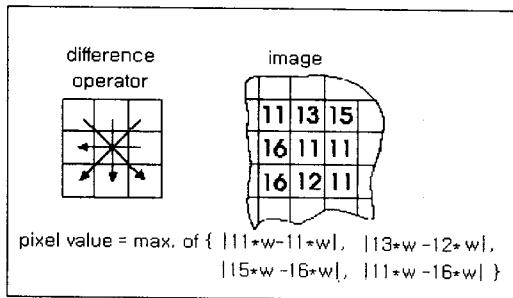 difference
operator
image
11 13 15
16 11 11
16 12 11
pixel value = max. of { |11*w-11*w|, |13*w -12*w|,
|15*w -16*w|, |11*w -16*w| }